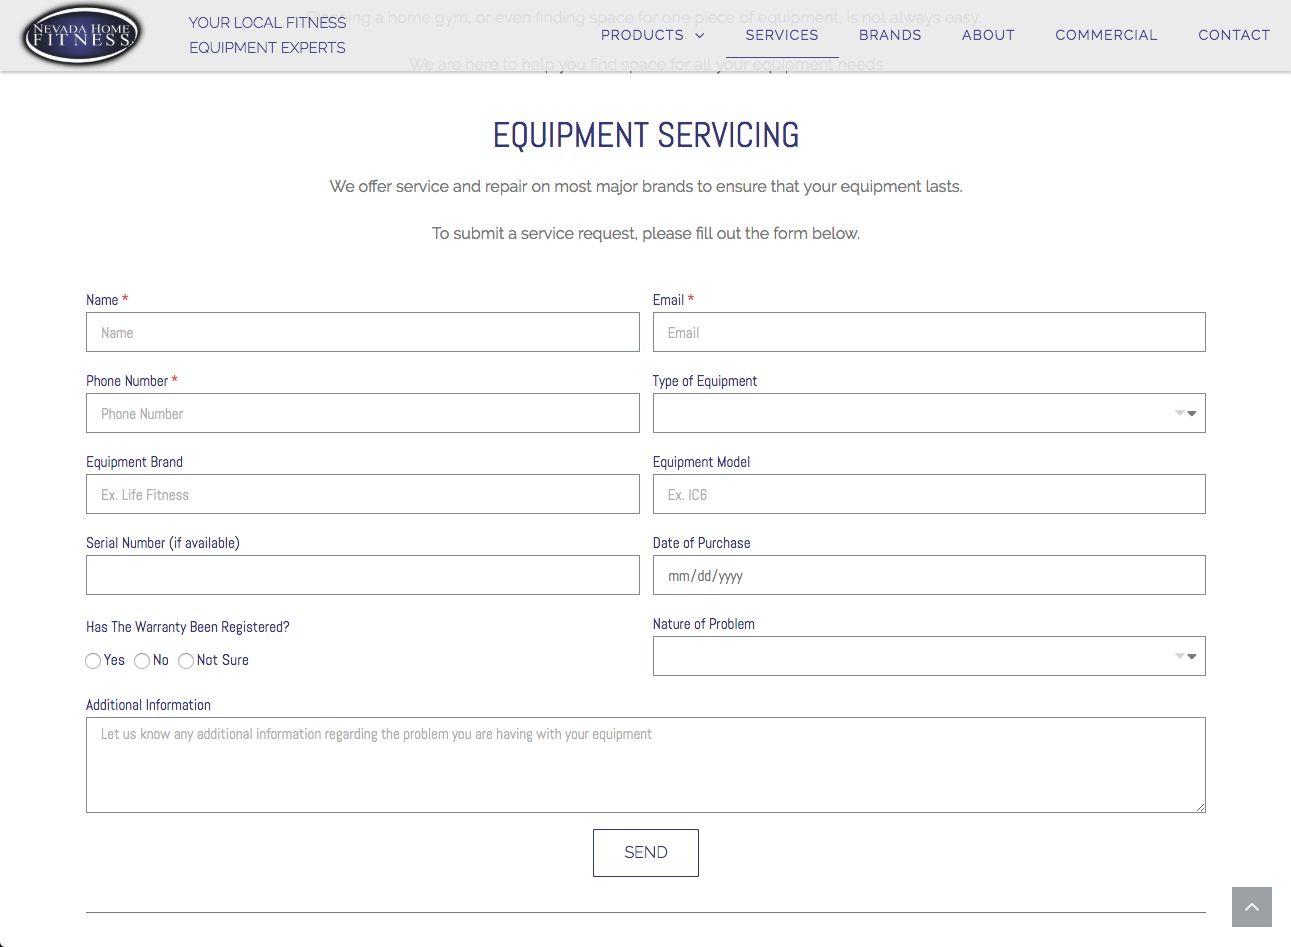 NEVADA HOME
FITNESS
YOUR LOCAL FITNESS
EQUIPMENT EXPERTS
Planning a home gym, or even finding space for one piece of equipment, is not always easy.
PRODUCTS
SERVICES
BRANDS
ABOUT
COMMERCIAL
CONTACT
We are here to help you find space for all your equipment needs
EQUIPMENT SERVICING
We offer service and repair on most major brands to ensure that your equipment lasts.
To submit a service request, please fill out the form below.
Name *
Name
Email *
Email
Phone Number *
Phone Number
Type of Equipment
Equipment Brand
Ex. Life Fitness
Equipment Model
Ex. IC6
Serial Number (if available)
Date of Purchase
mm/dd/yyyy
Has The Warranty Been Registered?
Yes No Not Sure
Nature of Problem
Additional Information
Let us know any additional information regarding the problem you are having with your equipment
SEND